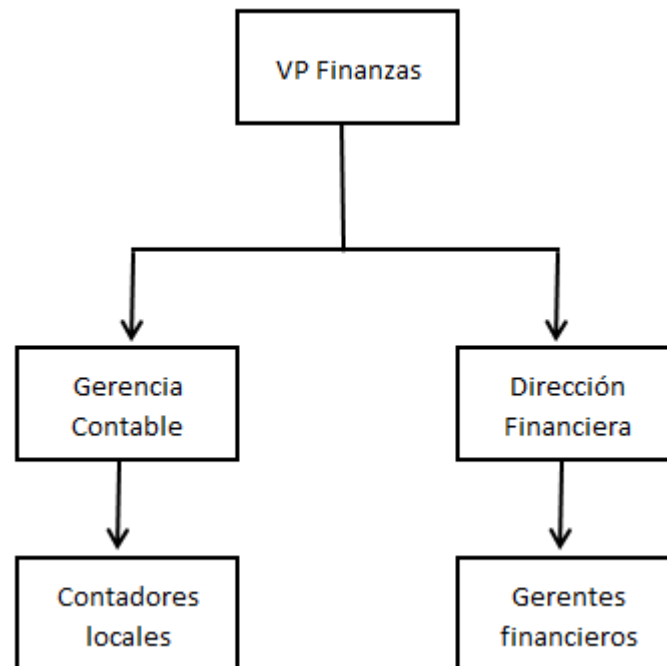 VP Finanzas
Gerencia
Contable
Dirección
Financiera
Contadores
locales
Gerentes
financieros